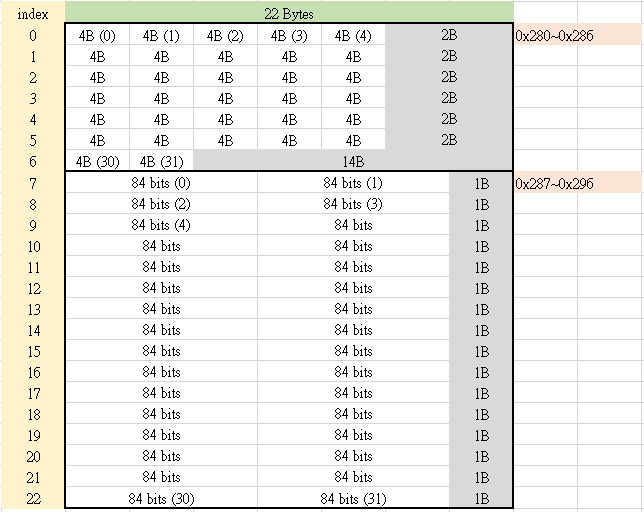 index 22 Bytes
0 4B (0) 4B (1) 4B (2) 4B (3) 4B (4) 2B 0x280~0x286
1 4B 4B 4B 4B 4B 2B
2 4B 4B 4B 4B 4B 2B
3 4B 4B 4B 4B 4B 2B
4 4B 4B 4B 4B 4B 2B
5 4B 4B 4B 4B 4B 2B
6 4B (30) 4B (31) 14B
7 84 bits (0) 84 bits (1) 1B 0x287~0x296
8 84 bits (2) 84 bits (3) 1B
9 84 bits (4) 84 bits 1B
10 84 bits 84 bits 1B
11 84 bits 84 bits 1B
12 84 bits 84 bits 1B
13 84 bits 84 bits 1B
14 84 bits 84 bits 1B
15 84 bits 84 bits 1B
16 84 bits 84 bits 1B
17 84 bits 84 bits 1B
18 84 bits 84 bits 1B
19 84 bits 84 bits 1B
20 84 bits 84 bits 1B
21 84 bits 84 bits 1B
22 84 bits (30) 84 bits (31) 1B